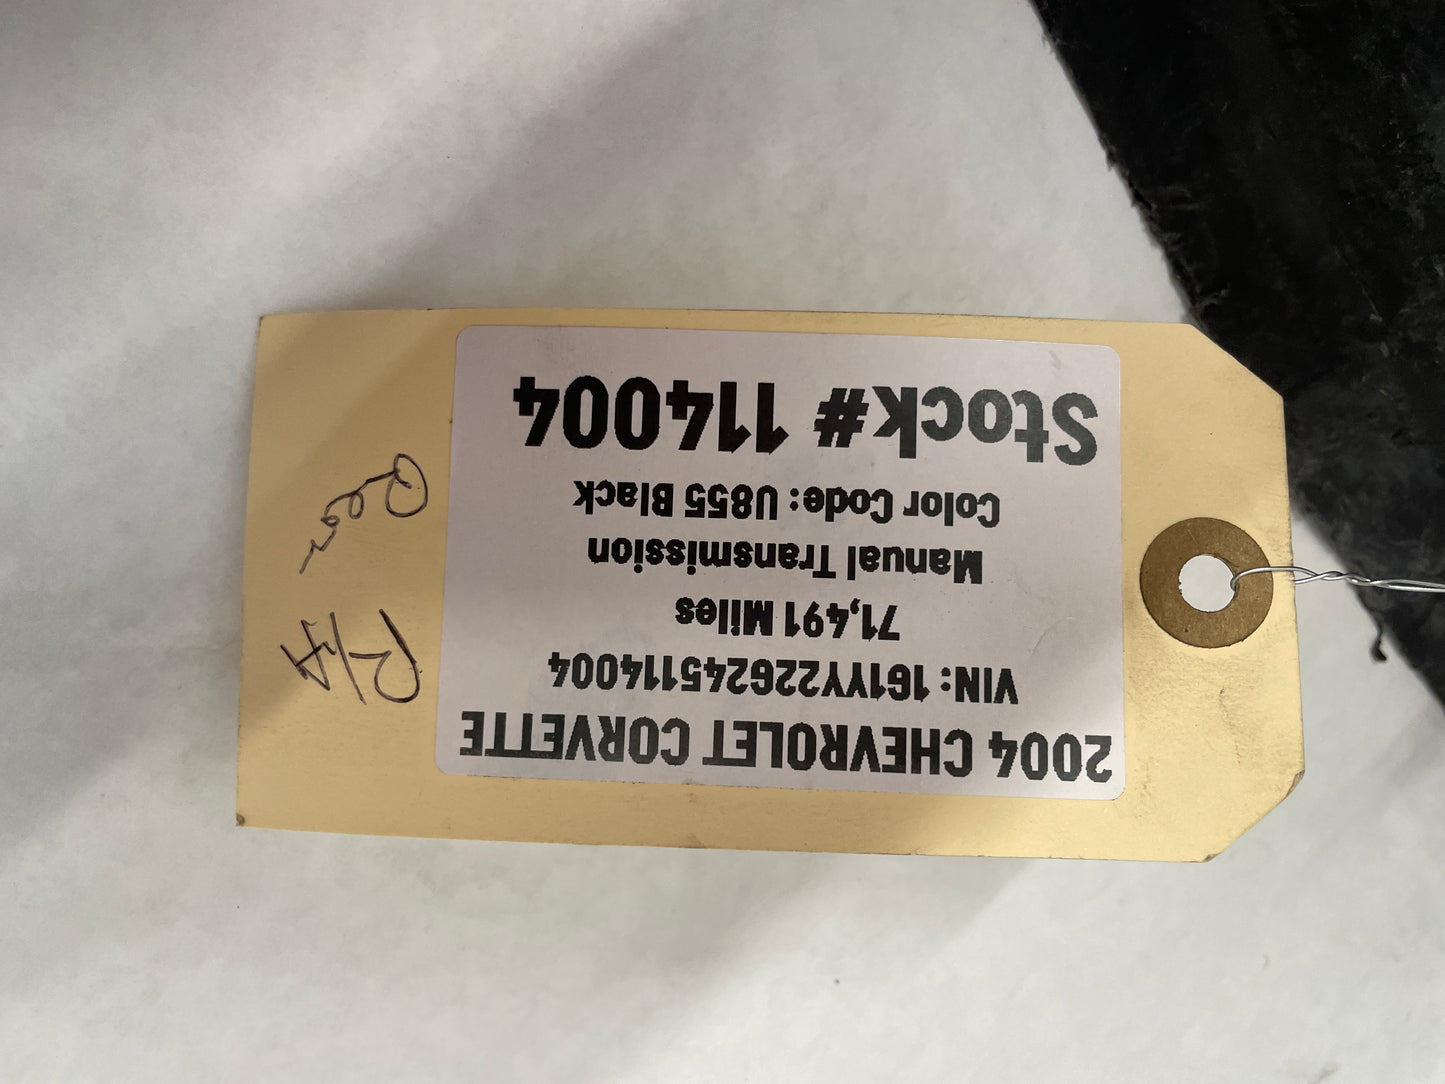 2004 CHEVROLET CORVETTE
VIN: 1G1YY22G245114004
71,491 Miles
Manual Transmission
Color Code: U855 Black
Stock# 114004
Rear